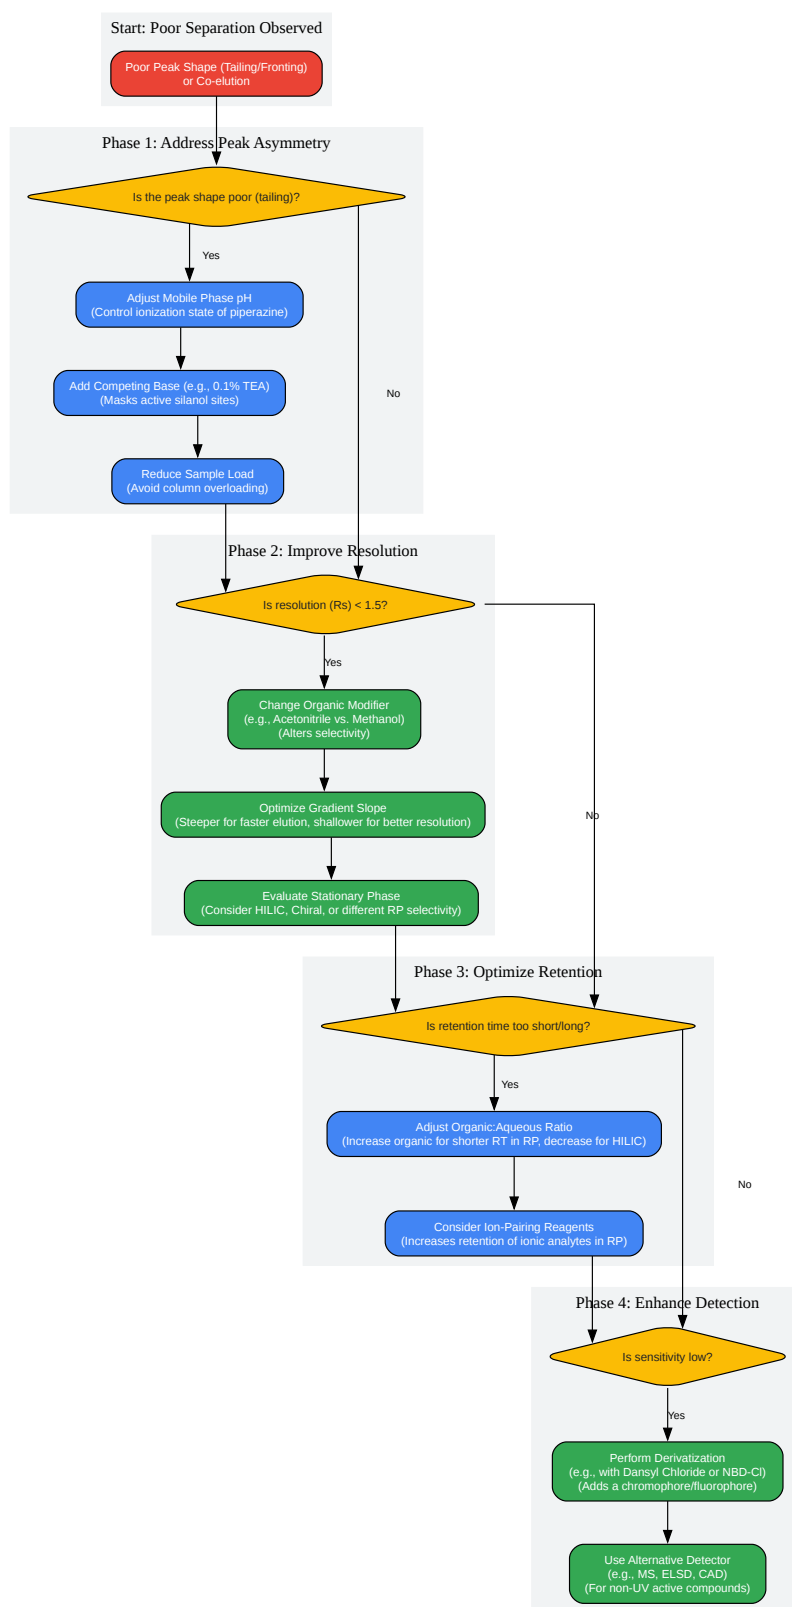 Start: Poor Separation Observed
Poor Peak Shape (Tailing/Fronting)
or Co-elution
Phase 1: Address Peak Asymmetry
Is the peak shape poor (tailing)?
Yes
Adjust Mobile Phase pH
(Control ionization state of piperazine)
Add Competing Base (e.g., 0.1% TEA)
(Masks active silanol sites)
No
Reduce Sample Load
(Avoid column overloading)
Phase 2: Improve Resolution
Is resolution (Rs) < 1.5?
Yes
Change Organic Modifier
(e.g., Acetonitrile vs. Methanol)
(Alters selectivity)
Optimize Gradient Slope
(Steeper for faster elution, shallower for better resolution)
No
Evaluate Stationary Phase
(Consider HILIC, Chiral, or different RP selectivity)
Phase 3: Optimize Retention
Is retention time too short/long?
Yes
Adjust Organic:Aqueous Ratio
(Increase organic for shorter RT in RP, decrease for HILIC)
No
Consider Ion-Pairing Reagents
(Increases retention of ionic analytes in RP)
Phase 4: Enhance Detection
Is sensitivity low?
Yes
Perform Derivatization
(e.g., with Dansyl Chloride or NBD-Cl)
(Adds a chromophore/fluorophore)
Use Alternative Detector
(e.g., MS, ELSD, CAD)
(For non-UV active compounds)